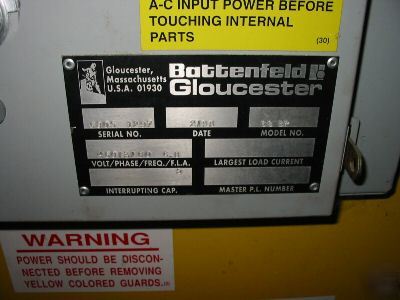 A-C INPUT POWER BEFORE
TOUCHING INTERNAL
PARTS
(30)
Gloucester,
Massachusetts
U.S.A. 01930
Battenfeld
Gloucester
SERIAL NO.
DATE
MODEL NO.
VOLT/PHASE/FREQ./F.L.A.
LARGEST LOAD CURRENT
INTERRUPTING CAP.
MASTER P.L. NUMBER
WARNING
POWER SHOULD BE DISCON-
NECTED BEFORE REMOVING
YELLOW COLORED GUARDS.